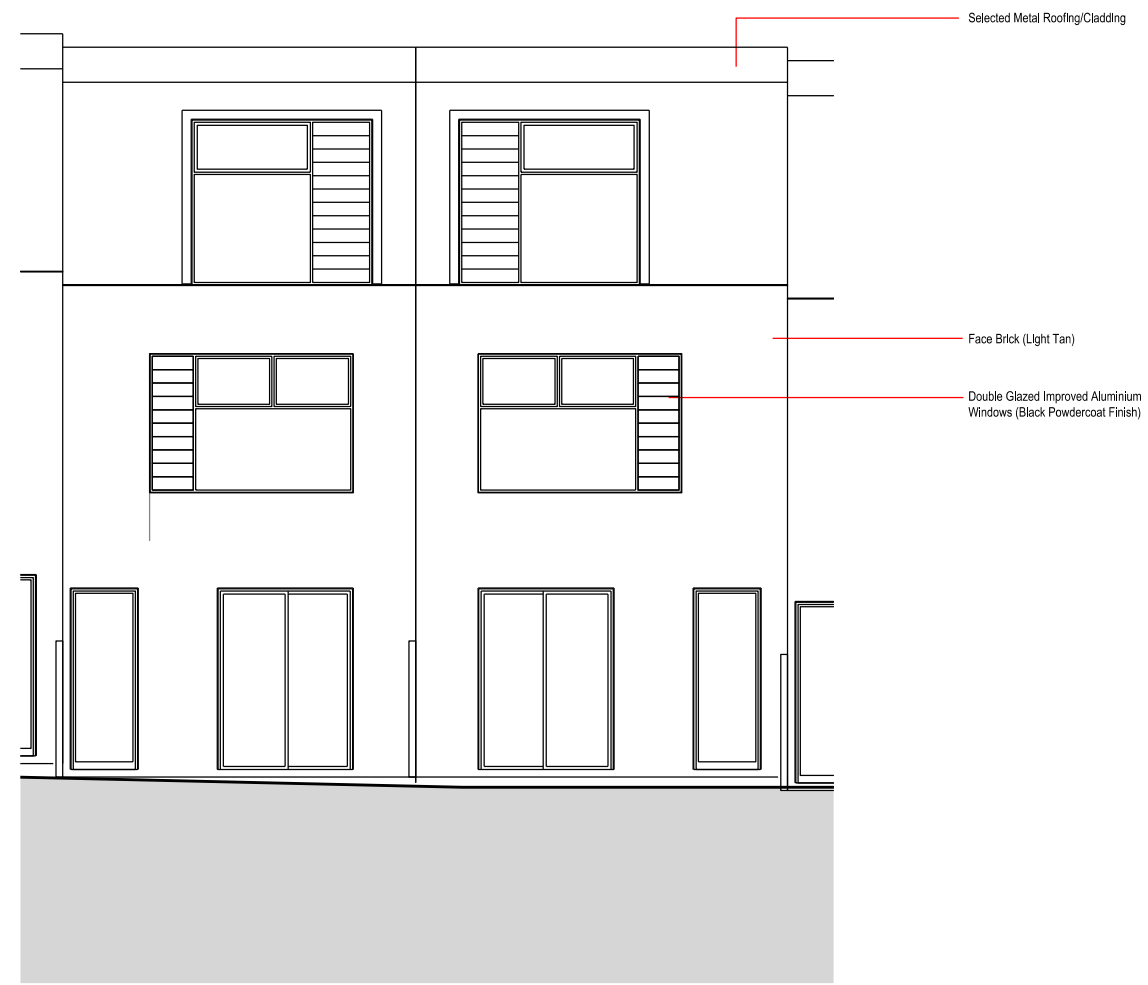 Selected Metal Roofing/Cladding
Face Brick (Light Tan)
Double Glazed Improved Aluminium
Windows (Black Powdercoat Finish)